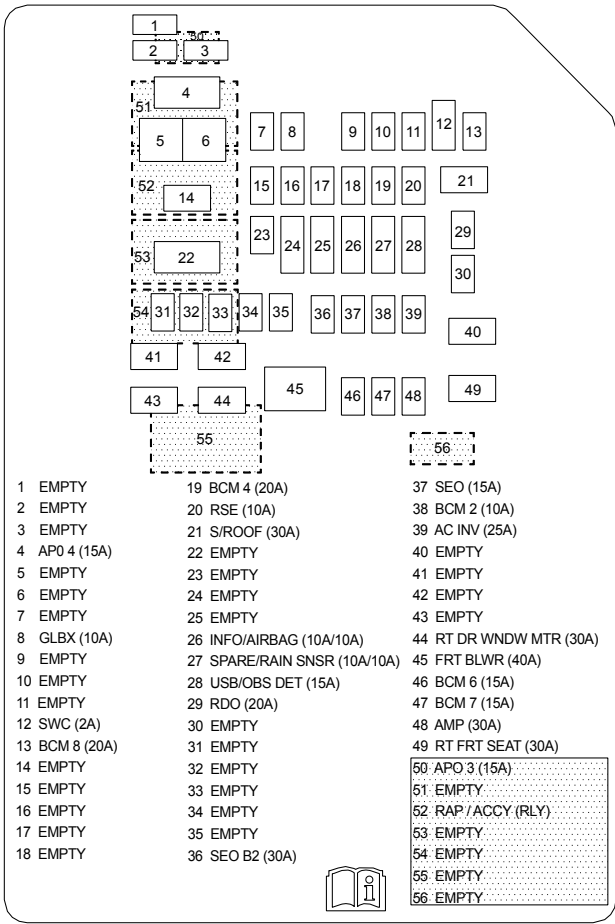 1
50
2 3
4
51
5 6
7 8 9 10 11 12 13
52
14
15 16 17 18 19 20 21
23 24 25 26 27 28 29
53 22
30
54 31 32 33 34 35 36 37 38 39
40
41 42
43 44 45 46 47 48 49
55 56
1 EMPTY
2 EMPTY
3 EMPTY
4 AP0 4 (15A)
5 EMPTY
6 EMPTY
7 EMPTY
8 GLBX (10A)
9 EMPTY
10 EMPTY
11 EMPTY
12 SWC (2A)
13 BCM 8 (20A)
14 EMPTY
15 EMPTY
16 EMPTY
17 EMPTY
18 EMPTY
19 BCM 4 (20A)
20 RSE (10A)
21 S/ROOF (30A)
22 EMPTY
23 EMPTY
24 EMPTY
25 EMPTY
26 INFO/AIRBAG (10A/10A)
27 SPARE/RAIN SNSR (10A/10A)
28 USB/OBS DET (15A)
29 RDO (20A)
30 EMPTY
31 EMPTY
32 EMPTY
33 EMPTY
34 EMPTY
35 EMPTY
36 SEO B2 (30A)
37 SEO (15A)
38 BCM 2 (10A)
39 AC INV (25A)
40 EMPTY
41 EMPTY
42 EMPTY
43 EMPTY
44 RT DR WNDW MTR (30A)
45 FRT BLWR (40A)
46 BCM 6 (15A)
47 BCM 7 (15A)
48 AMP (30A)
49 RT FRT SEAT (30A)
50 APO 3 (15A)
51 EMPTY
52 RAP / ACCY (RLY)
53 EMPTY
54 EMPTY
55 EMPTY
56 EMPTY
i